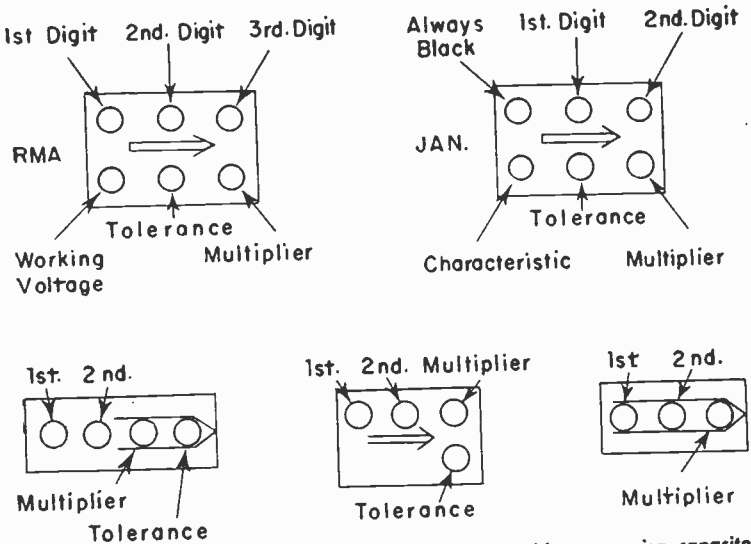 1st Digit 2nd. Digit 3rd. Digit
RMA
Working
Voltage
Tolerance
Multiplier
Always
Black
1st. Digit 2nd. Digit
JAN.
Characteristic
Tolerance
Multiplier
1st. 2nd.
Multiplier
Tolerance
1st. 2nd. Multiplier
Tolerance
1st 2nd.
Multiplier